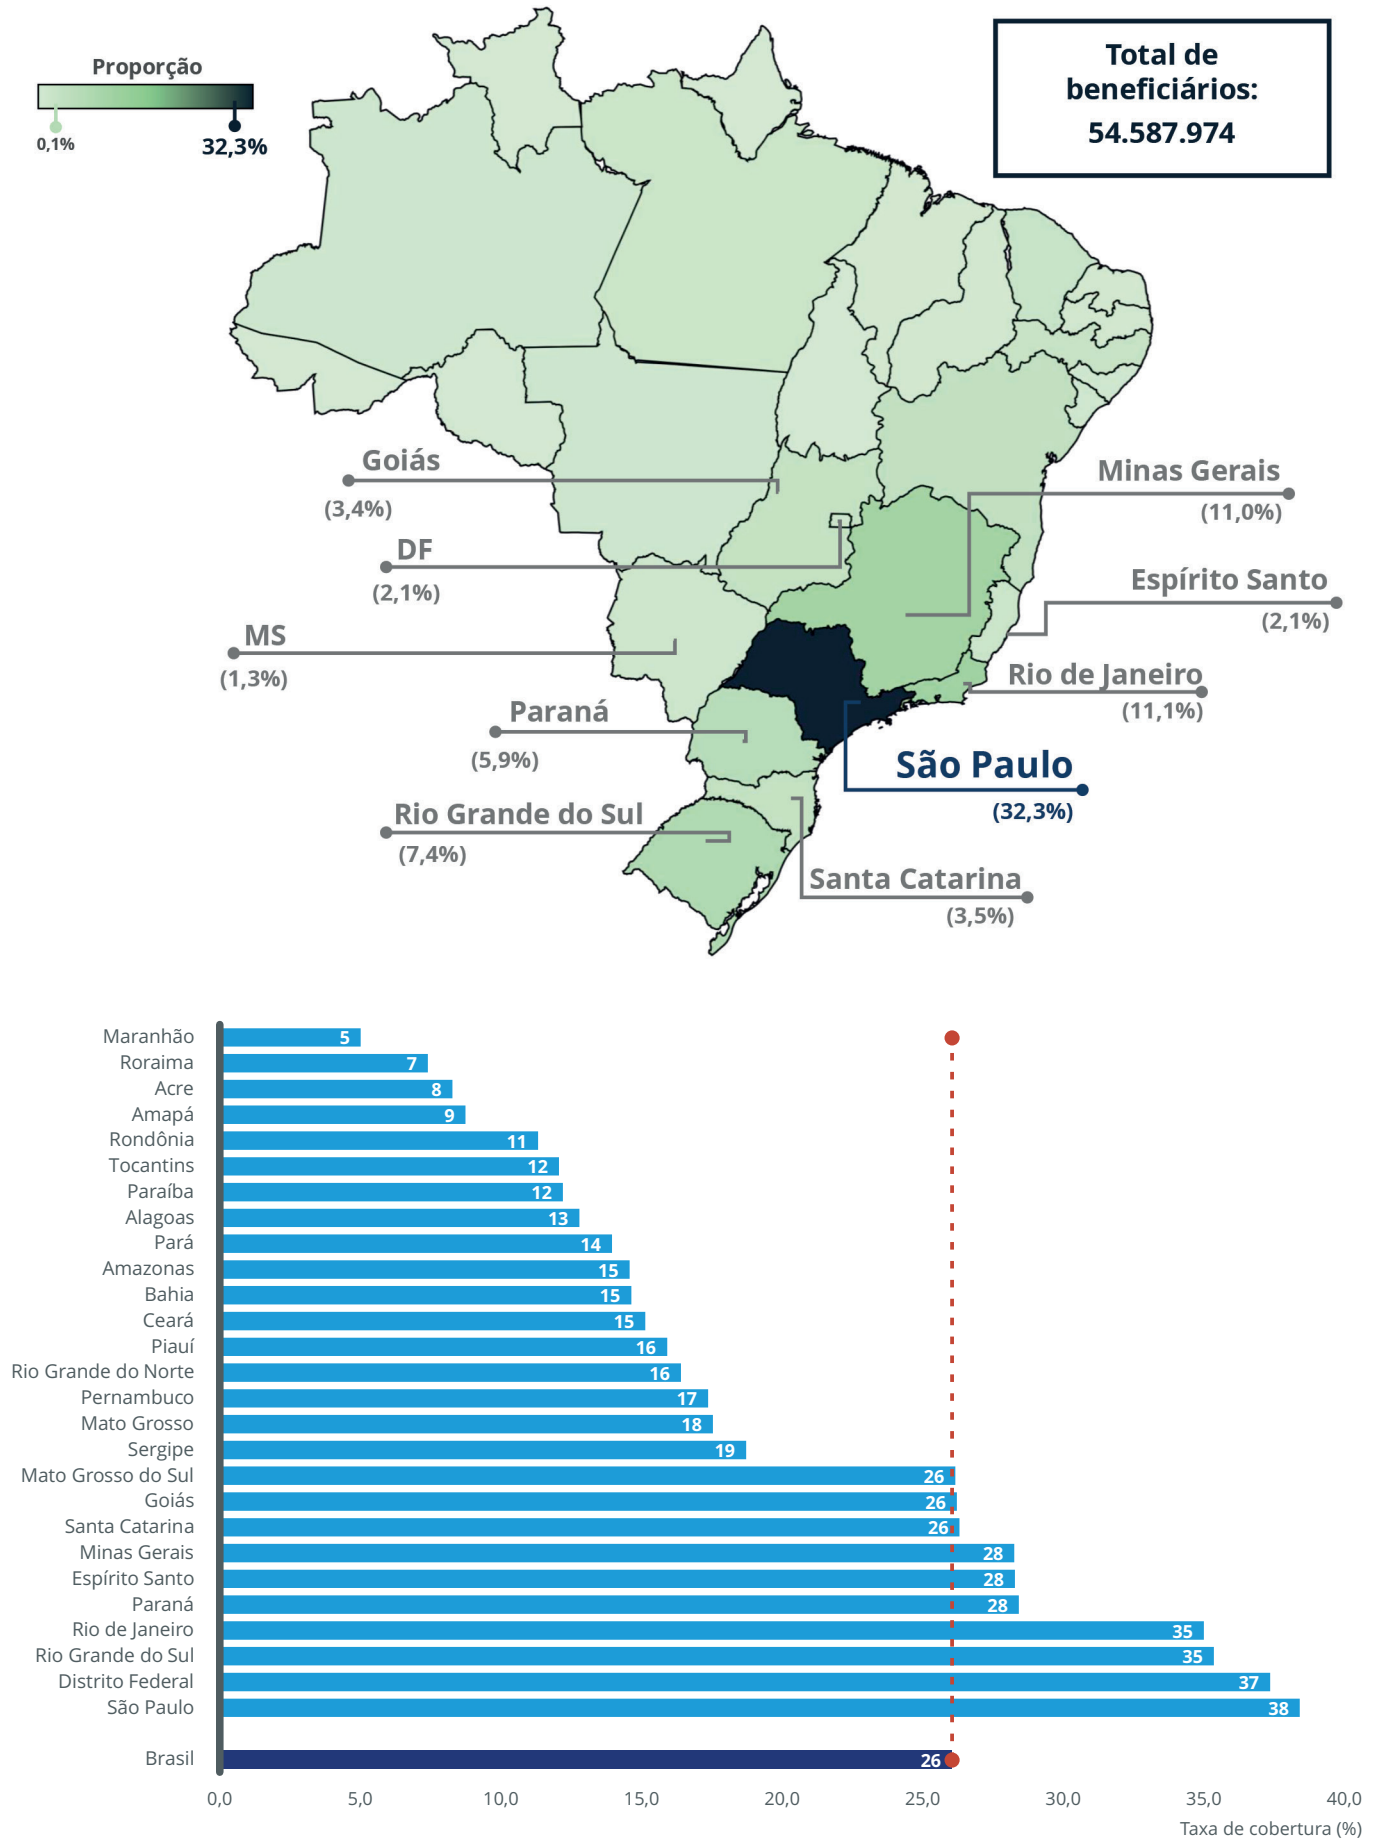 Proporção
0,1%
32,3%
Total de
beneficiários:
54.587.974
Goiás
(3,4%)
Minas Gerais
(11,0%)
DF
(2,1%)
Espírito Santo
(2,1%)
MS
(1,3%)
Rio de Janeiro
(11,1%)
Paraná
(5,9%)
São Paulo
(32,3%)
Rio Grande do Sul
(7,4%)
Santa Catarina
(3,5%)
Maranhão 5
Roraima 7
Acre 8
Amapá 9
Rondônia 11
Tocantins 12
Paraíba 12
Alagoas 13
Pará 14
Amazonas 15
Bahia 15
Ceará 15
Piauí 16
Rio Grande do Norte 16
Pernambuco 17
Mato Grosso 18
Sergipe 19
Mato Grosso do Sul 26
Goiás 26
Santa Catarina 26
Minas Gerais 28
Espírito Santo 28
Paraná 28
Rio de Janeiro 35
Rio Grande do Sul 35
Distrito Federal 37
São Paulo 38
Brasil 26
0,0 5,0 10,0 15,0 20,0 25,0 30,0 35,0 40,0
Taxa de cobertura (%)